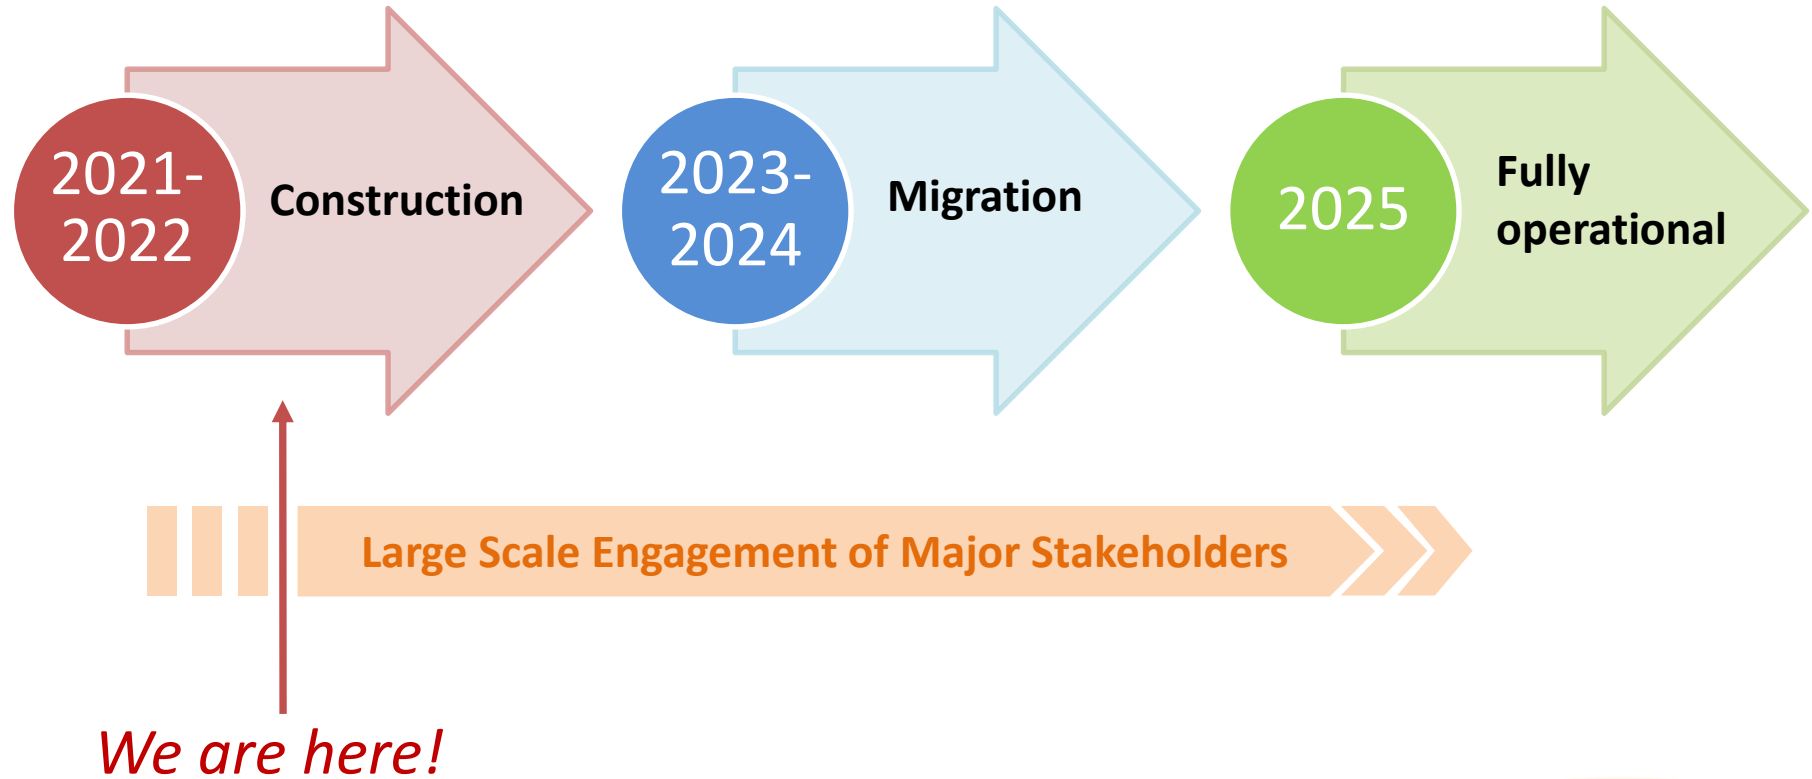 2021-
2022
Construction
2023-
2024
Migration
2025
Fully
operational
Large Scale Engagement of Major Stakeholders
We are here!